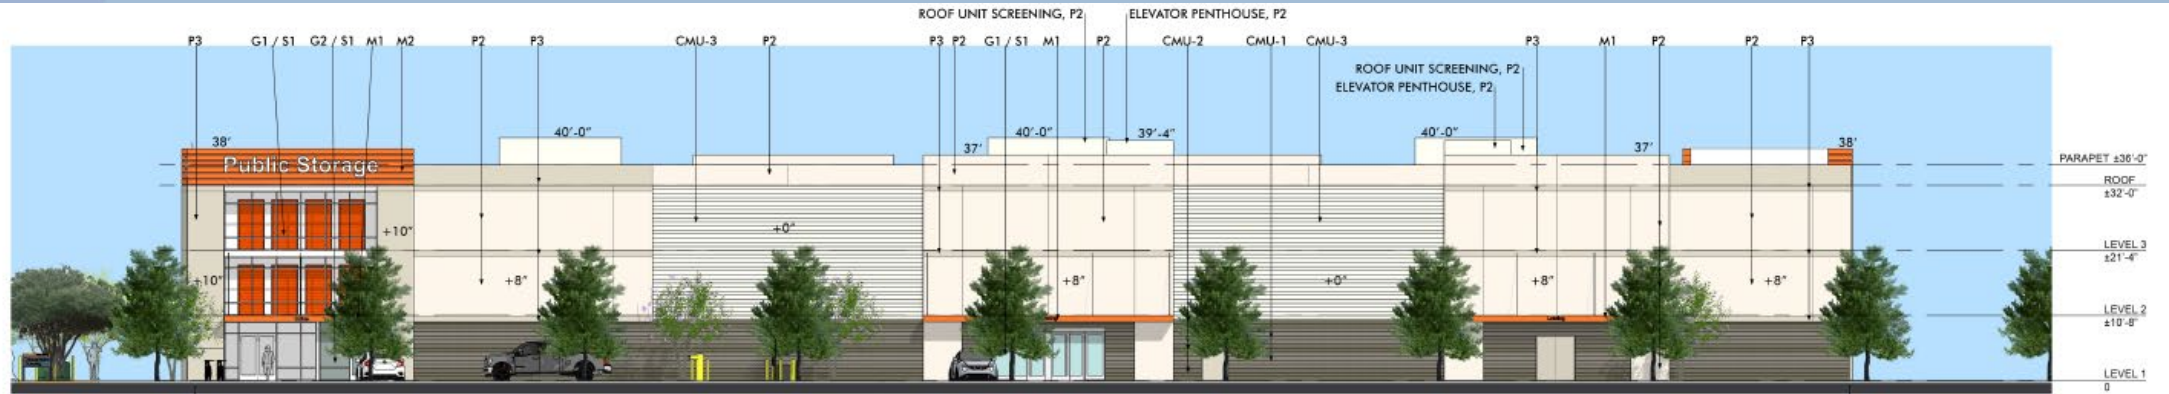 ROOF UNIT SCREENING, P2 ELEVATOR PENTHOUSE, P2
P3 G1 / S1 G2 / S1 M1 M2 P2 P3 CMU-3 P2 P3 P2 G1 / S1 M1 P2 CMU-2 CMU-1 CMU-3 P3 M1 P2 P2 P3
ROOF UNIT SCREENING, P2
ELEVATOR PENTHOUSE, P2
40'-0" 40'-0" 39'-4" 40'-0"
38' 37' 37' 38'
Public Storage
PARAPET ±36'-0"
ROOF
±32'-0"
+10" +0"
LEVEL 3
±21'-4"
+10" +8" +8" +0" +8" +8"
LEVEL 2
±10'-8"
LEVEL 1
0